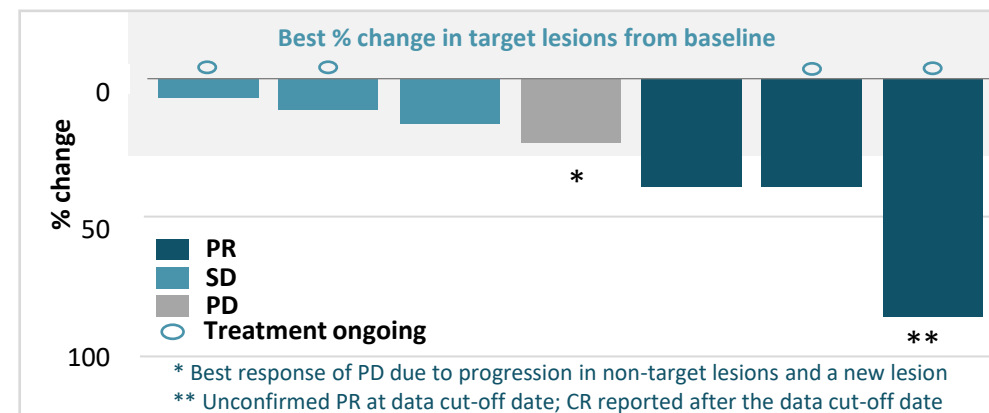 Best % change in target lesions from baseline
0
% change
*
50
PR
SD
PD
Treatment ongoing
**
100
* Best response of PD due to progression in non-target lesions and a new lesion
** Unconfirmed PR at data cut-off date; CR reported after the data cut-off date